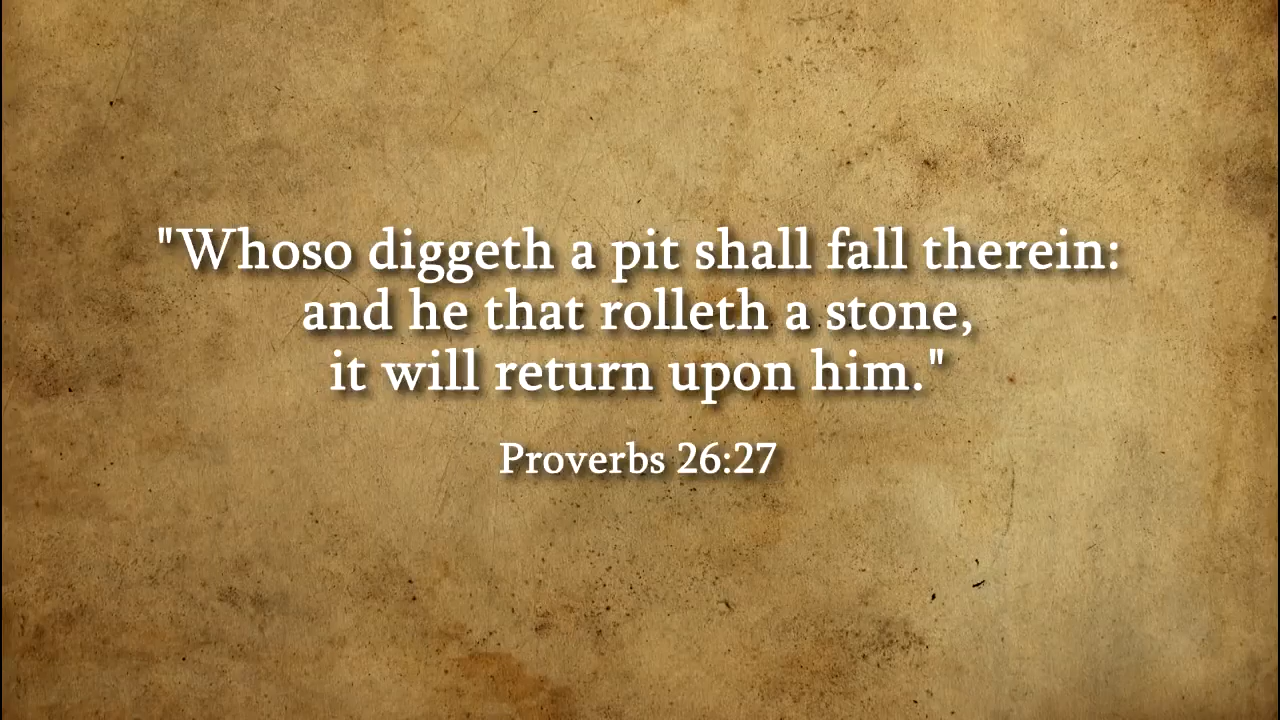 "Whoso diggeth a pit shall fall therein:
and he that rolleth a stone,
it will return upon him."
Proverbs 26:27